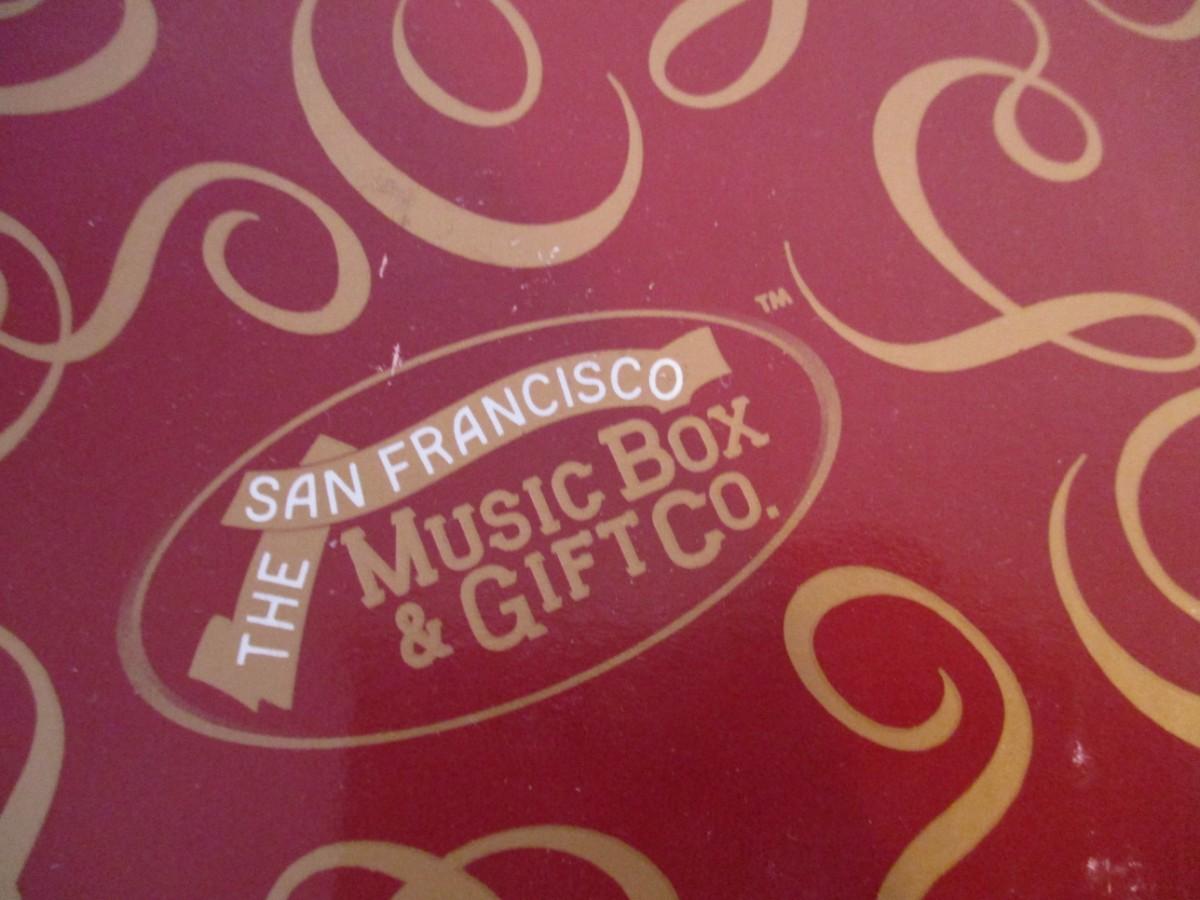 THE
SAN FRANCISCO
MUSIC BOX
& GIFT CO.
TM